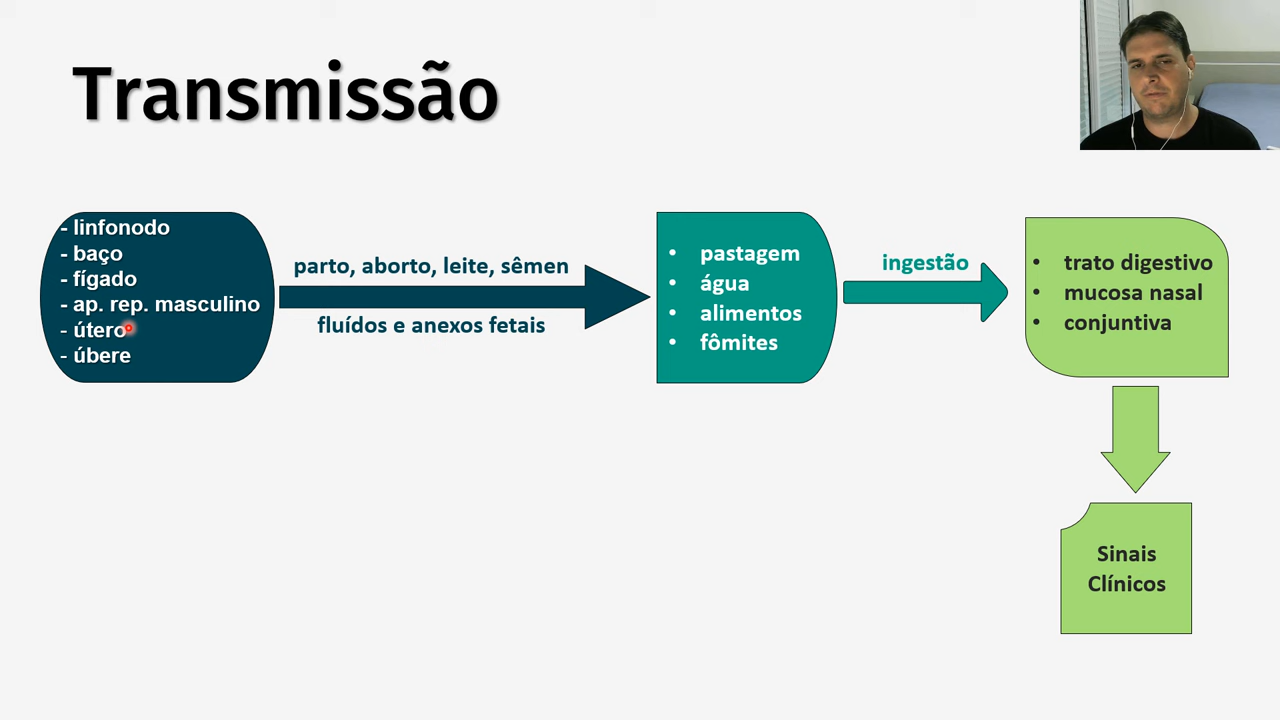 Transmissão
- linfonodo
- baço
- fígado
- ap. rep. masculino
- útero
- úbere
parto, aborto, leite, sêmen
fluídos e anexos fetais
• pastagem
• água
• alimentos
• fômites
ingestão
• trato digestivo
• mucosa nasal
• conjuntiva
Sinais
Clínicos